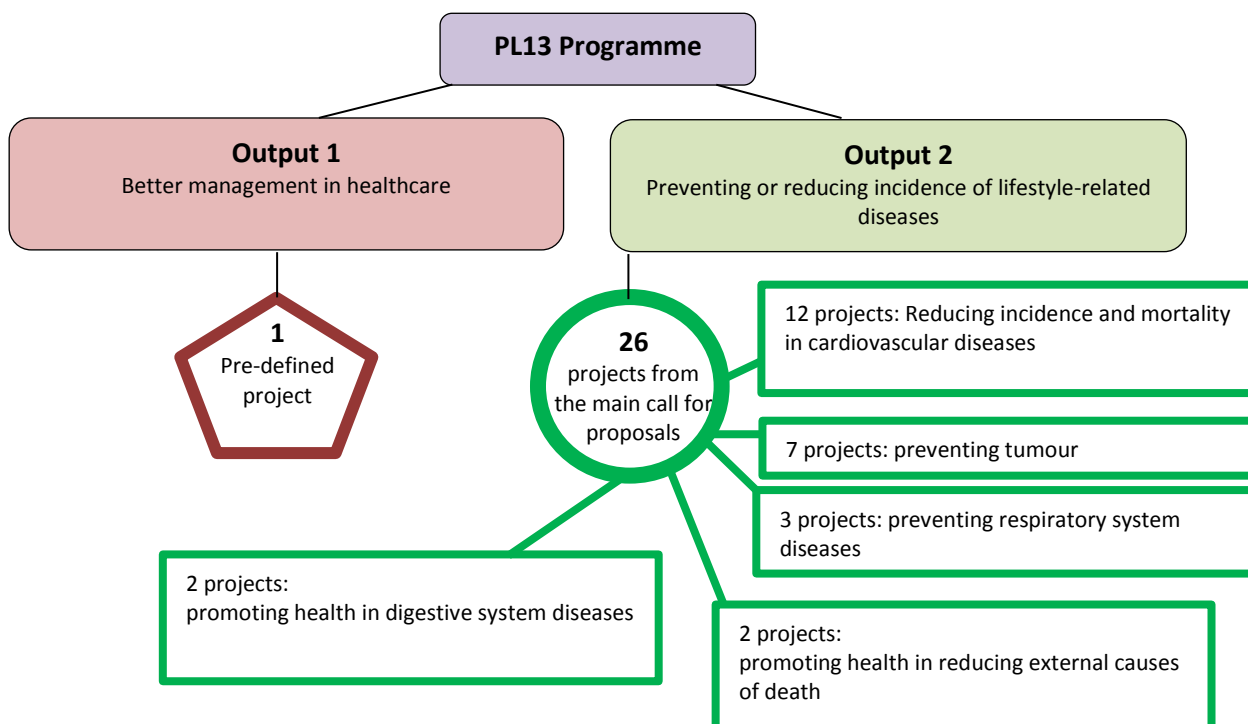 PL13 Programme
Output 1
Better management in healthcare
Output 2
Preventing or reducing incidence of lifestyle-related
diseases
1
Pre-defined
project
26
projects from
the main call for
proposals
12 projects: Reducing incidence and mortality
in cardiovascular diseases
7 projects: preventing tumour
3 projects: preventing respiratory system
diseases
2 projects:
promoting health in digestive system diseases
2 projects:
promoting health in reducing external causes
of death